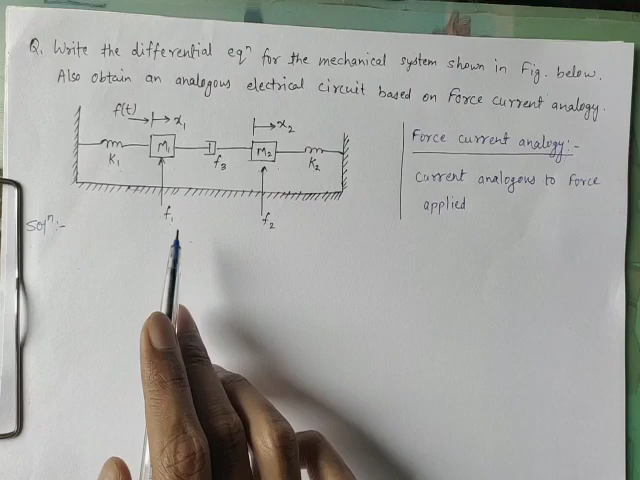 Q. Write the differential eqⁿ for the mechanical system shown in Fig. below.
Also obtain an analogous electrical circuit based on Force current analogy.
f(t) x₁ x₂
K₁ M₁ f₃ M₂ K₂
f₁ f₂
Force current analogy:-
Current analogous to Force
applied
Solⁿ:-